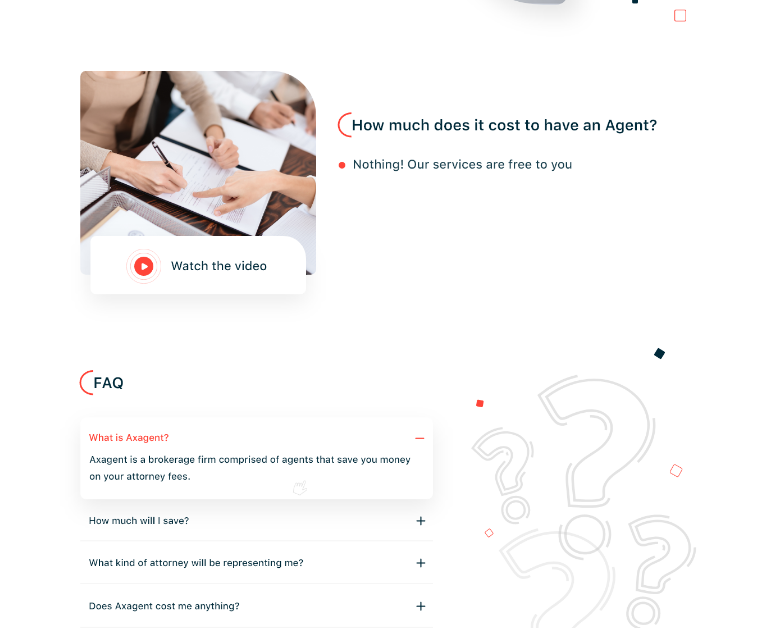 How much does it cost to have an Agent?
Nothing! Our services are free to you
Watch the video
FAQ
What is Axagent?
Axagent is a brokerage firm comprised of agents that save you money
on your attorney fees.
How much will I save?
What kind of attorney will be representing me?
Does Axagent cost me anything?